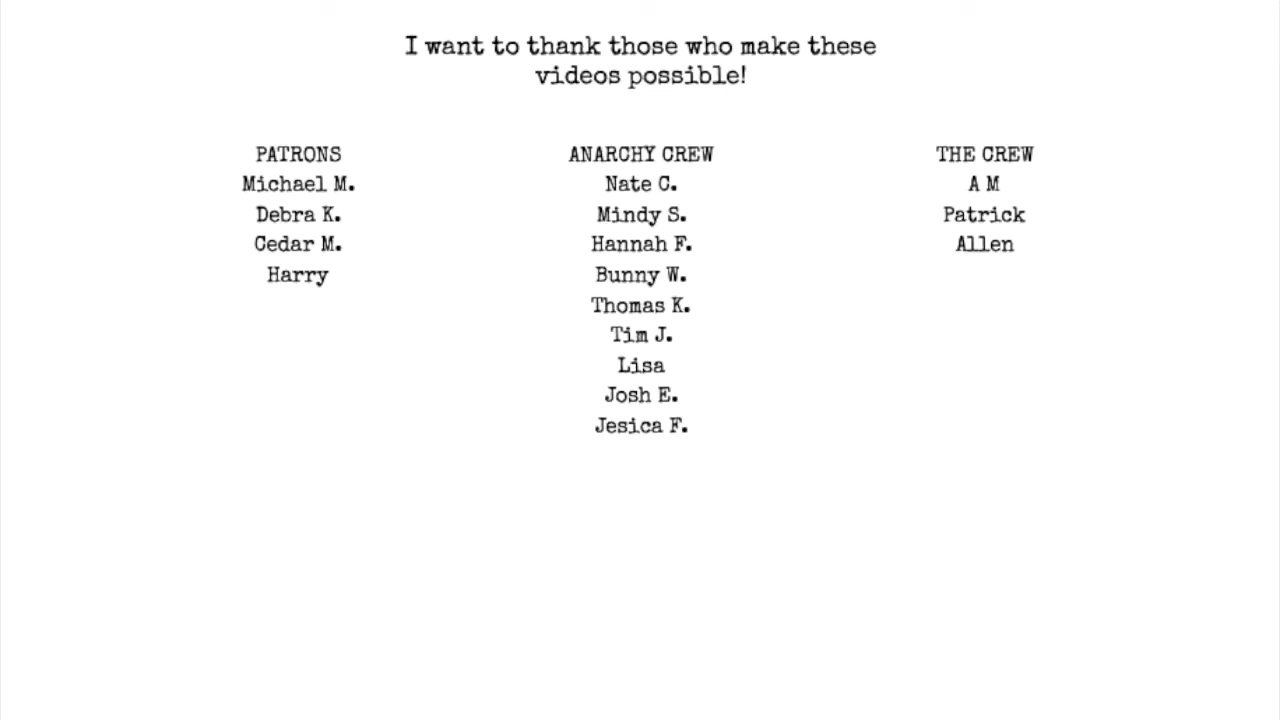 I want to thank those who make these
videos possible!
PATRONS
Michael M.
Debra K.
Cedar M.
Harry
ANARCHY CREW
Nate C.
Mindy S.
Hannah F.
Bunny W.
Thomas K.
Tim J.
Lisa
Josh E.
Jesica F.
THE CREW
A M
Patrick
Allen